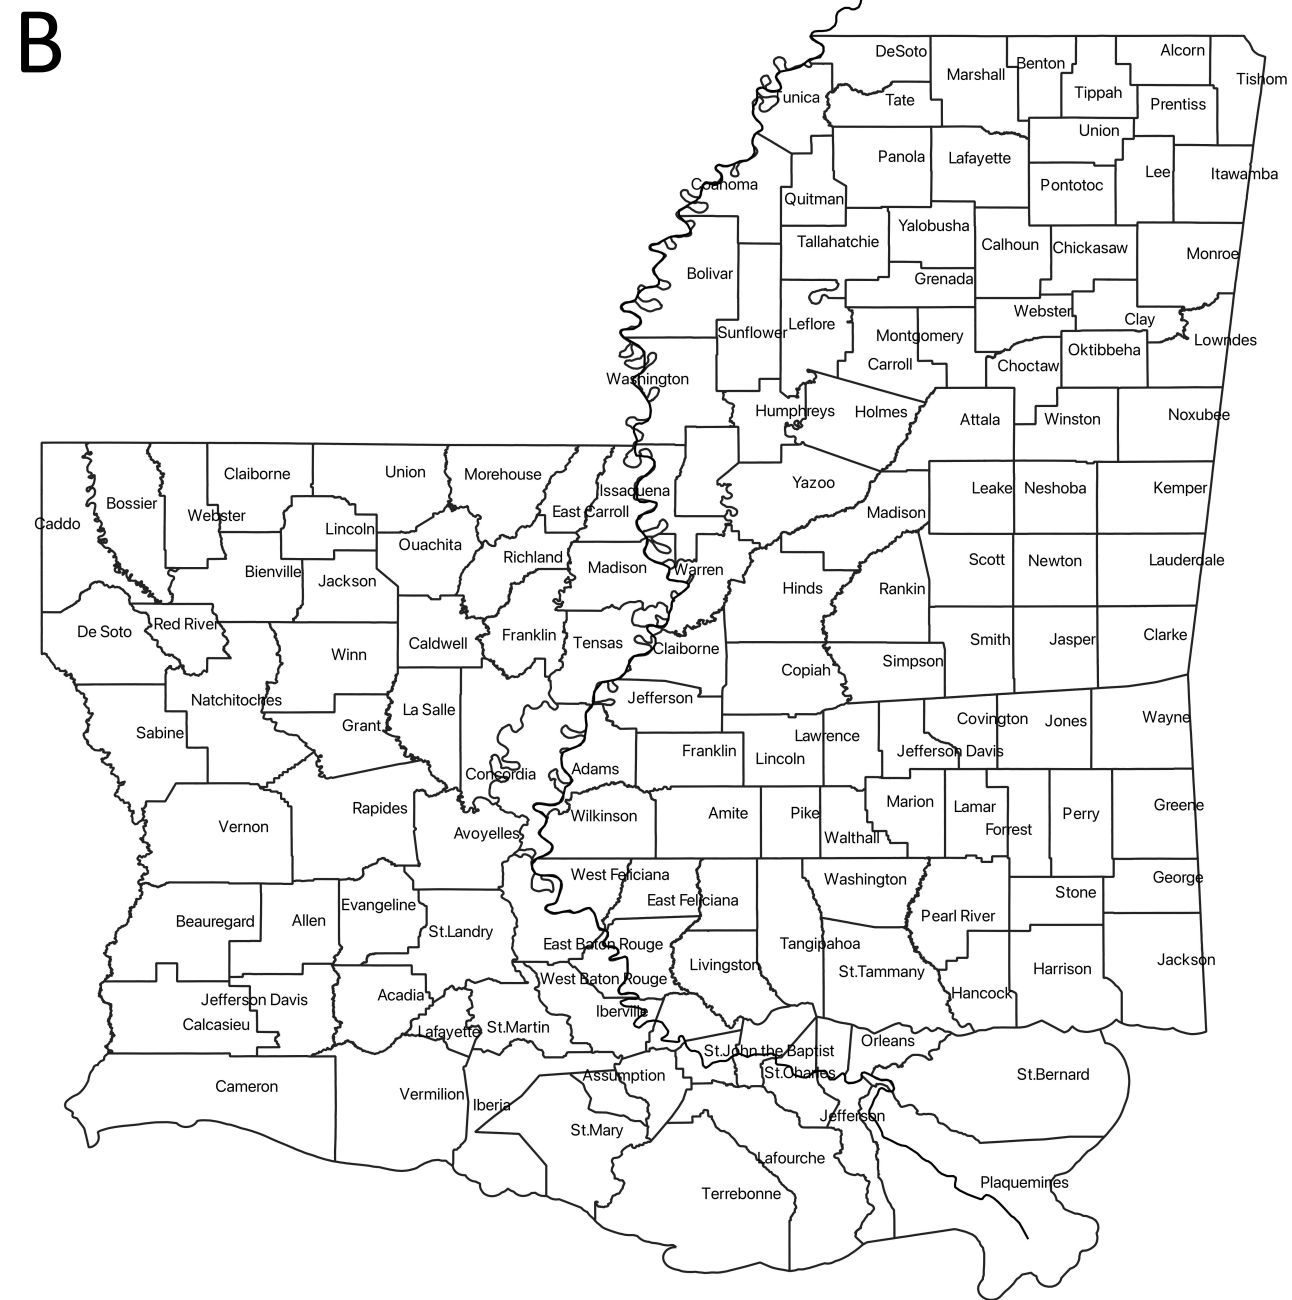 B
DeSoto
Alcorn
Benton
Marshall
Tishom
Tippah
unica
Tate
Prentiss
Union
Panola
Lafayette
Lee
Itawamba
Coahoma
Pontotoc
Quitman
Yalobusha
Tallahatchie
Calhoun
Chickasaw
Monroe
Bolivar
Grenada
Webster
Clay
Leflore
Sunflower
Montgomery
Lowndes
Oktibbeha
Carroll
Choctaw
Washington
Humphreys
Holmes
Attala
Winston
Noxubee
Claiborne
Union
Morehouse
Yazoo
Leake
Neshoba
Kemper
Issaquena
Bossier
East Carroll
Madison
Webster
Caddo
Lincoln
Ouachita
Richland
Scott
Newton
Lauderdale
Madison
Warren
Bienville
Jackson
Hinds
Rankin
Red River
De Soto
Franklin
Smith
Jasper
Clarke
Caldwell
Tensas
Claiborne
Winn
Simpson
Copiah
Natchitoches
Jefferson
La Salle
Covington
Jones
Wayne
Grant
Sabine
Lawrence
Franklin
Jefferson Davis
Lincoln
Adams
Concordia
Rapides
Marion
Lamar
Greene
Wilkinson
Amite
Pike
Perry
Vernon
Avoyelles
Forrest
Walthall
West Feliciana
Washington
George
Stone
East Feliciana
Evangeline
Pearl River
Beauregard
Allen
St.Landry
East Baton Rouge
Tangipahoa
Jackson
Livingston
Harrison
St.Tammany
West Baton Rouge
Acadia
Hancock
Jefferson Davis
Iberville
Calcasieu
Lafayette
St.Martin
Orleans
St.John the Baptist
St.Charles
Assumption
St.Bernard
Cameron
Vermilion
Iberia
Jefferson
St.Mary
Lafourche
Plaquemines
Terrebonne